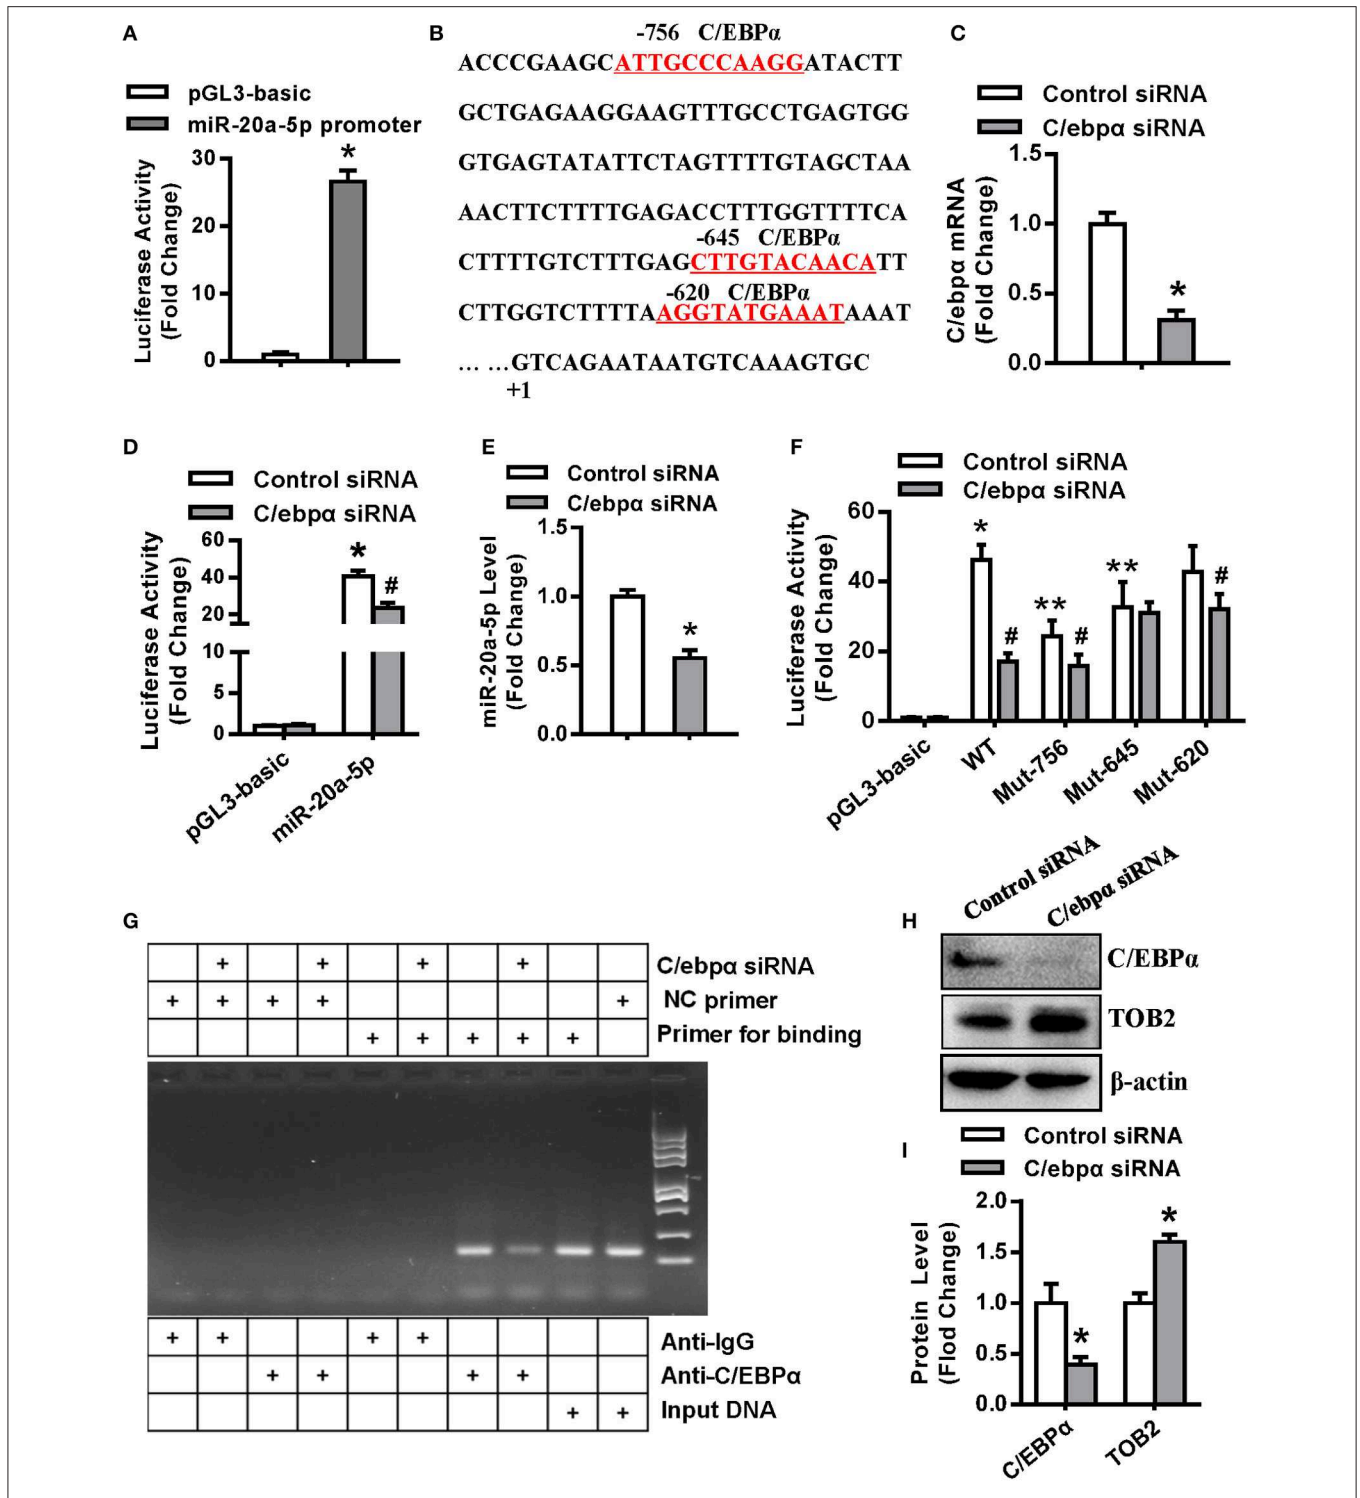 A
pGL3-basic
miR-20a-5p promoter
Luciferase Activity
(Fold Change)
30
20
10
0
*
B
-756 C/EBPα
ACCCGAAGCATTGCCCAAGGATACTT
GCTGAGAAGGAAGTTTGCCTGAGTGG
GTGAGTATATTCTAGTTTTGTAGCTAA
AACTTCTTTTGAGACCTTTGGTTTTCA
-645 C/EBPα
CTTTTGTCTTTGAGCTTGTACAACATT
-620 C/EBPα
CTTGGTCTTTTAAGGTATGAAATAAAT
... ...GTCAGAATAATGTCAAAGTGC
+1
C
Control siRNA
C/ebpα siRNA
C/ebpα mRNA
(Fold Change)
1.5
1.0
0.5
0.0
*
D
Control siRNA
C/ebpα siRNA
Luciferase Activity
(Fold Change)
60
40
20
10
5
0
*
#
pGL3-basic
miR-20a-5p
E
Control siRNA
C/ebpα siRNA
miR-20a-5p Level
(Fold Change)
1.5
1.0
0.5
0.0
*
F
Control siRNA
C/ebpα siRNA
Luciferase Activity
(Fold Change)
60
40
20
0
*
#
**
#
**
#
pGL3-basic
WT
Mut-756
Mut-645
Mut-620
G
+ + + + C/ebpα siRNA
+ + + + + NC primer
+ + + + + Primer for binding
+ + + + Anti-IgG
+ + + + Anti-C/EBPα
+ + Input DNA
H
Control siRNA
C/ebpα siRNA
C/EBPα
TOB2
β-actin
I
Control siRNA
C/ebpα siRNA
Protein Level
(Flod Change)
2.0
1.5
1.0
0.5
0.0
*
*
C/EBPα
TOB2